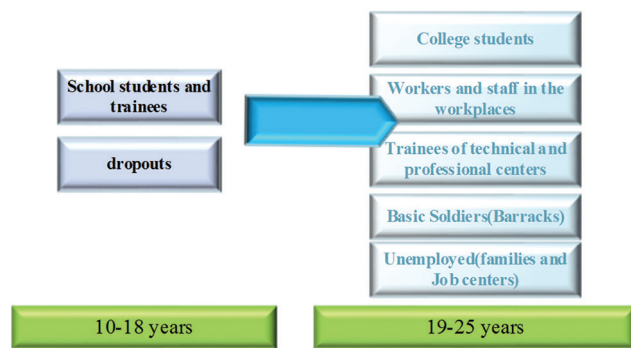 School students and
trainees
dropouts
College students
Workers and staff in the
workplaces
Trainees of technical and
professional centers
Basic Soldiers(Barracks)
Unemployed(families and
Job centers)
10-18 years
19-25 years